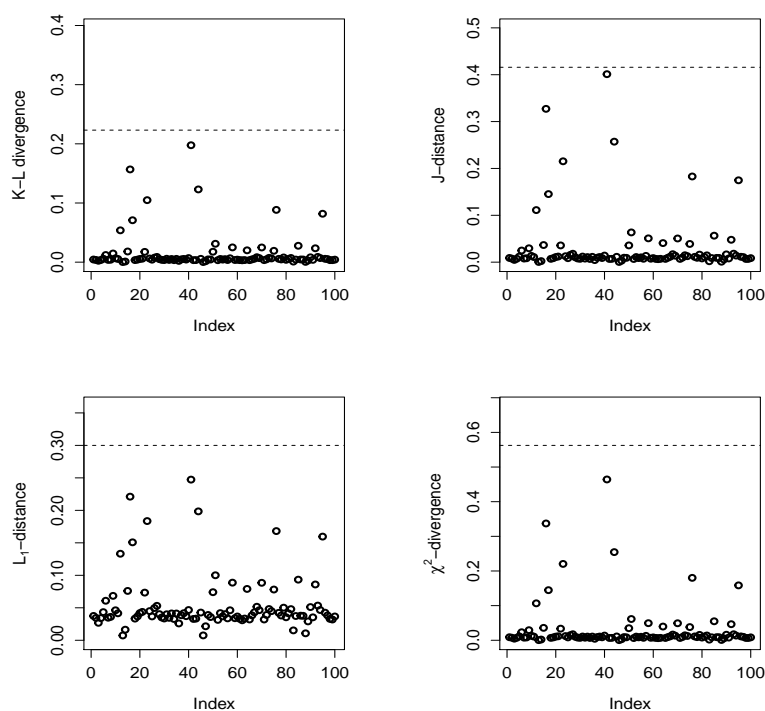 K−L divergence
0.0 0.1 0.2 0.3 0.4
0 20 40 60 80 100
Index
J−distance
0.0 0.1 0.2 0.3 0.4 0.5
0 20 40 60 80 100
Index
L₁−distance
0.00 0.10 0.20 0.30
0 20 40 60 80 100
Index
χ²−divergence
0.0 0.2 0.4 0.6
0 20 40 60 80 100
Index